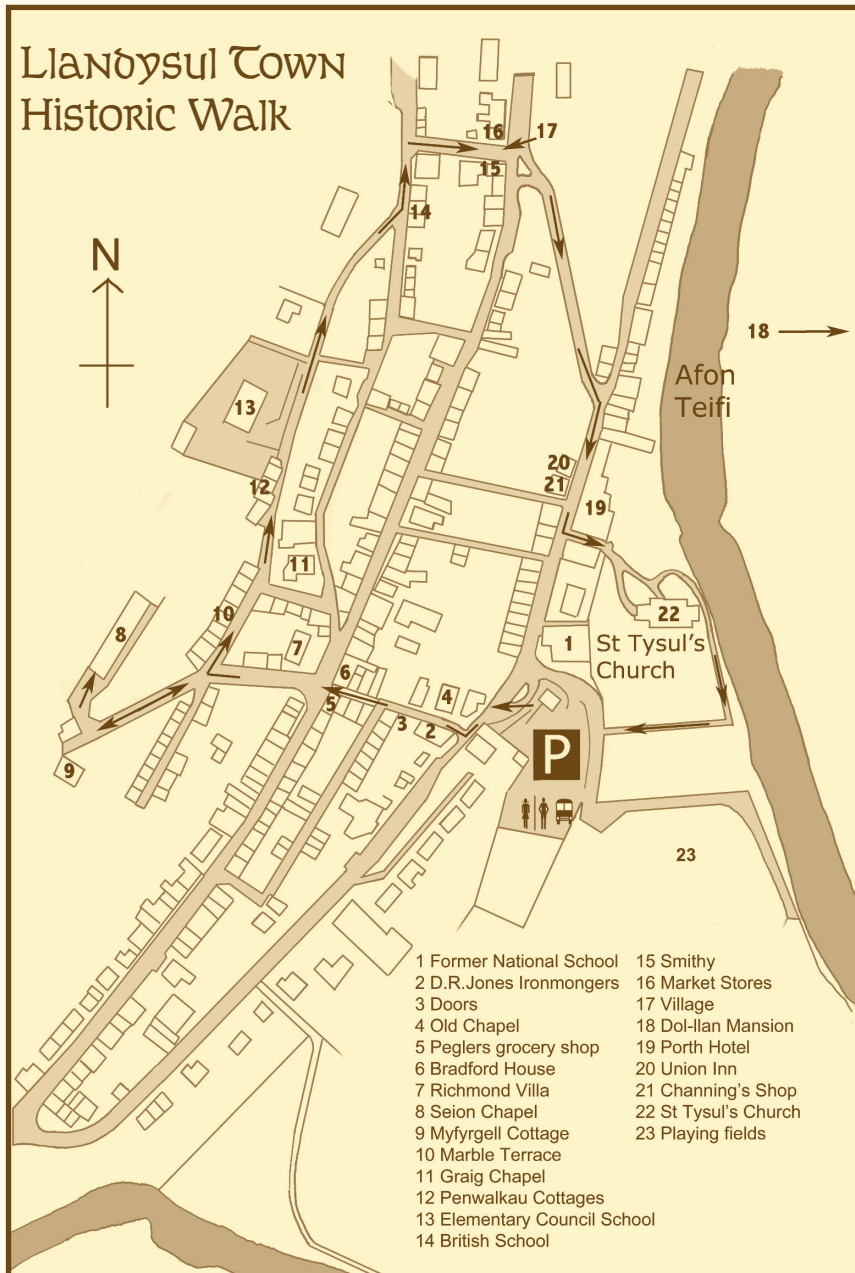 Llandysul Town
Historic Walk
16
17
15
14
N
18
Afon
Teifi
13
20
21
12
19
11
10
8
22
7
1
St Tysul's
Church
6
4
5
3
2
9
P
23
1 Former National School
2 D.R.Jones Ironmongers
3 Doors
4 Old Chapel
5 Peglers grocery shop
6 Bradford House
7 Richmond Villa
8 Seion Chapel
9 Myfyrgell Cottage
10 Marble Terrace
11 Graig Chapel
12 Penwalkau Cottages
13 Elementary Council School
14 British School
15 Smithy
16 Market Stores
17 Village
18 Dol-llan Mansion
19 Porth Hotel
20 Union Inn
21 Channing's Shop
22 St Tysul's Church
23 Playing fields